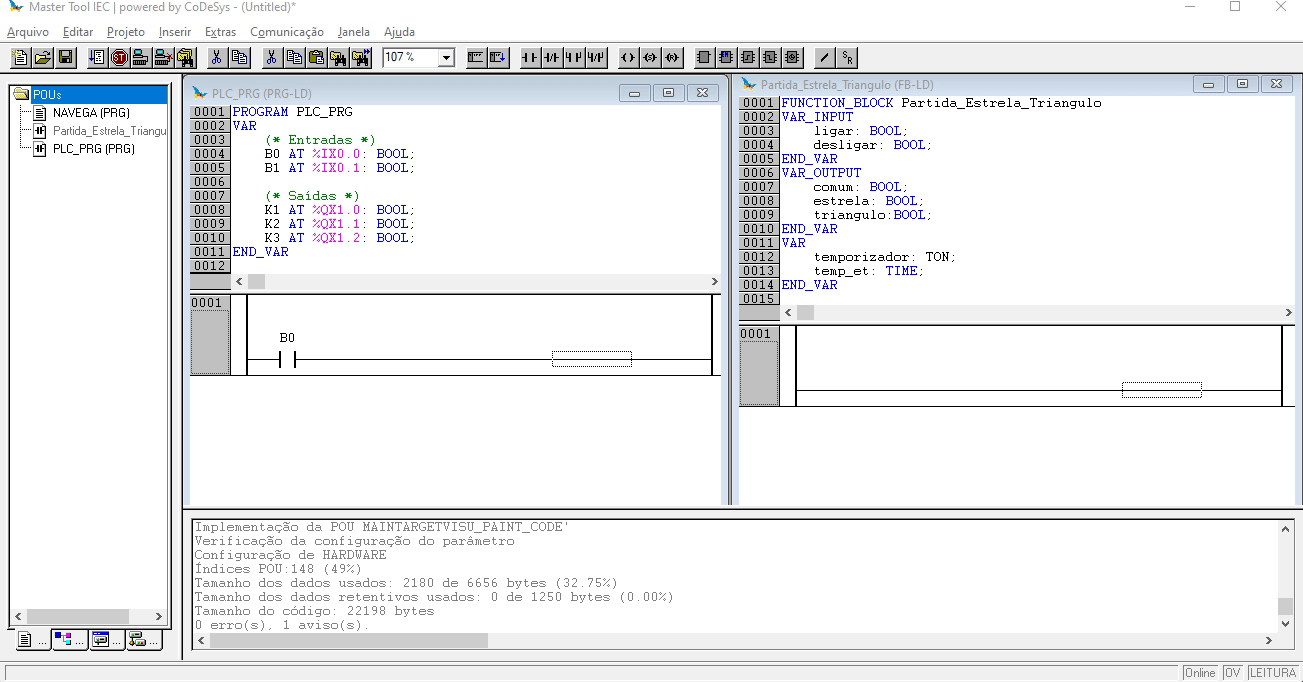 Master Tool IEC | powered by CoDeSys - (Untitled)*
Arquivo Editar Projeto Inserir Extras Comunicação Janela Ajuda
107 %
POUs
NAVEGA (PRG)
Partida_Estrela_Triangu
PLC_PRG (PRG)
PLC_PRG (PRG-LD)
0001 PROGRAM PLC_PRG
0002 VAR
0003 (* Entradas *)
0004 B0 AT %IX0.0: BOOL;
0005 B1 AT %IX0.1: BOOL;
0006
0007 (* Saídas *)
0008 K1 AT %QX1.0: BOOL;
0009 K2 AT %QX1.1: BOOL;
0010 K3 AT %QX1.2: BOOL;
0011 END_VAR
0012
0001
B0
Partida_Estrela_Triangulo (FB-LD)
0001 FUNCTION_BLOCK Partida_Estrela_Triangulo
0002 VAR_INPUT
0003 ligar: BOOL;
0004 desligar: BOOL;
0005 END_VAR
0006 VAR_OUTPUT
0007 comum: BOOL;
0008 estrela: BOOL;
0009 triangulo:BOOL;
0010 END_VAR
0011 VAR
0012 temporizador: TON;
0013 temp_et: TIME;
0014 END_VAR
0015
0001
Implementação da POU MAINTARGETVISU_PAINT_CODE'
Verificação da configuração do parâmetro
Configuração de HARDWARE
Índices POU:148 (49%)
Tamanho dos dados usados: 2180 de 6656 bytes (32.75%)
Tamanho dos dados retentivos usados: 0 de 1250 bytes (0.00%)
Tamanho do código: 22198 bytes
0 erro(s), 1 aviso(s).
... ... ... ...
Online OV LEITURA